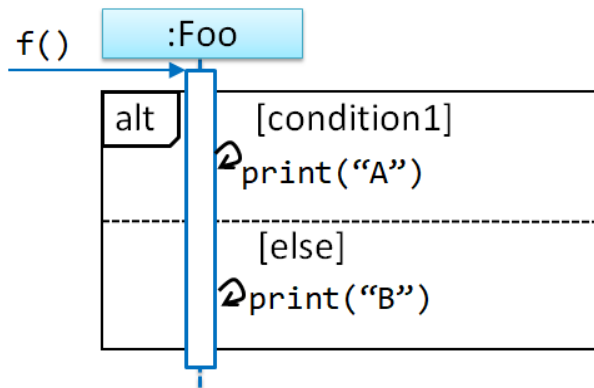 :Foo
f()
alt [condition1]
print(“A”)
[else]
print(“B”)